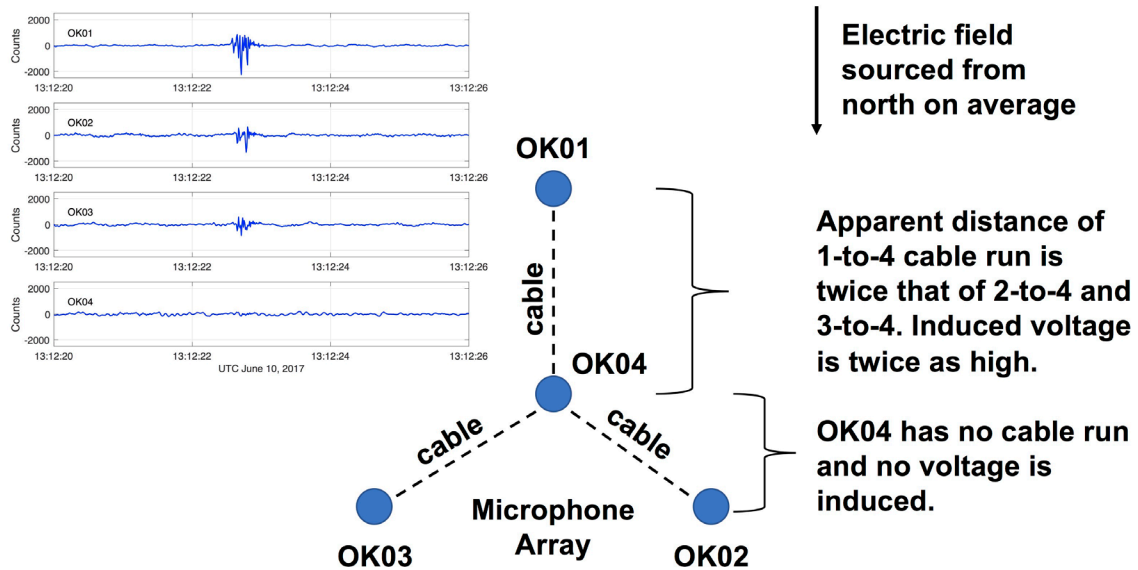 2000
0
-2000
Counts
OK01
13:12:20
13:12:22
13:12:24
13:12:26
2000
0
-2000
Counts
OK02
13:12:20
13:12:22
13:12:24
13:12:26
2000
0
-2000
Counts
OK03
13:12:20
13:12:22
13:12:24
13:12:26
2000
0
-2000
Counts
OK04
13:12:20
13:12:22
13:12:24
13:12:26
UTC June 10, 2017
Electric field
sourced from
north on average
OK01
cable
OK04
cable
cable
OK03
Microphone
Array
OK02
Apparent distance of
1-to-4 cable run is
twice that of 2-to-4 and
3-to-4. Induced voltage
is twice as high.
OK04 has no cable run
and no voltage is
induced.